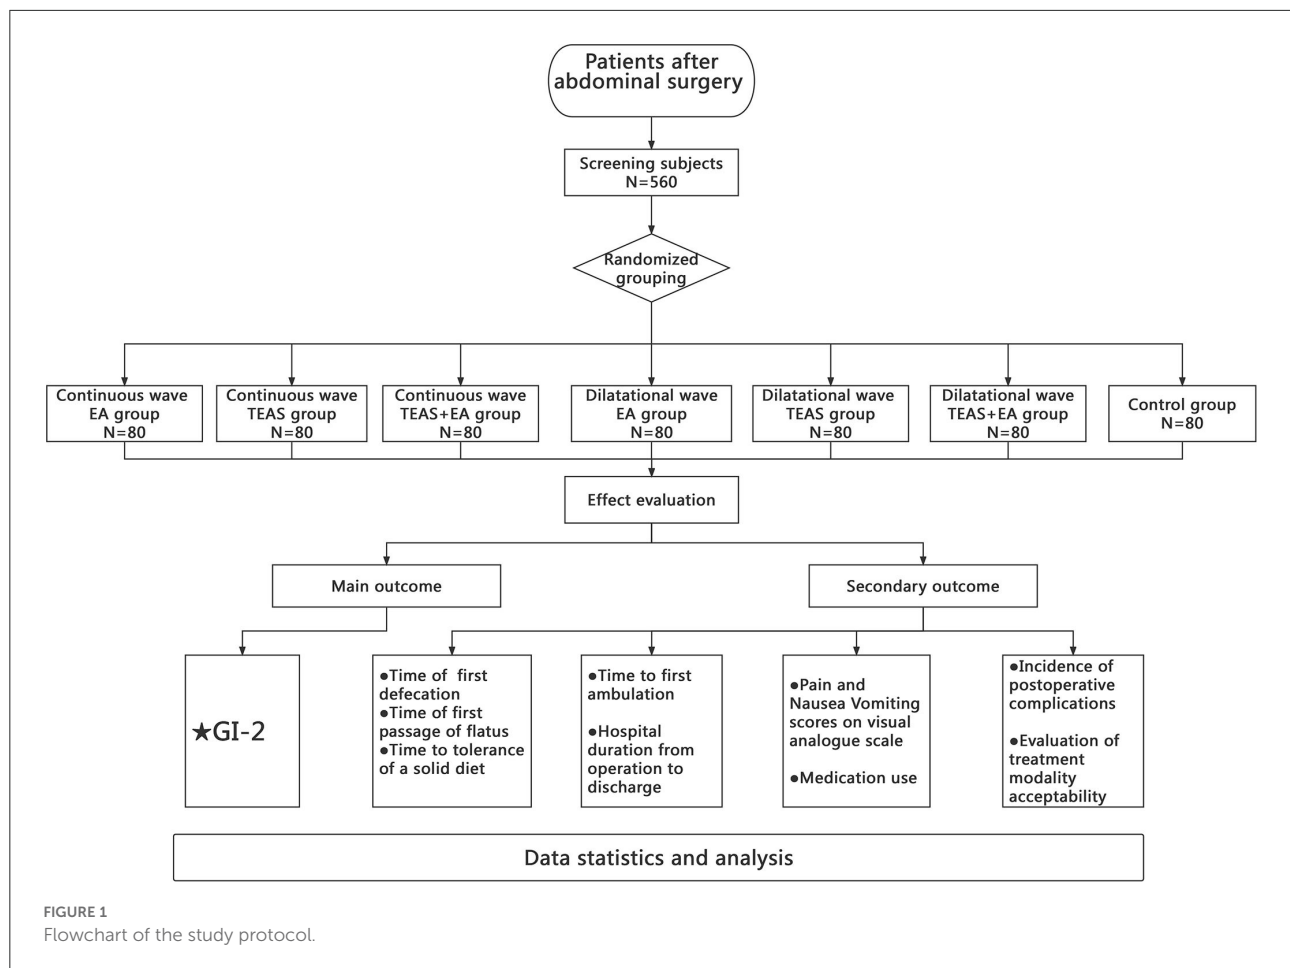 Patients after
abdominal surgery
Screening subjects
N=560
Randomized
grouping
Continuous wave
EA group
N=80
Continuous wave
TEAS group
N=80
Continuous wave
TEAS+EA group
N=80
Dilatational wave
EA group
N=80
Dilatational wave
TEAS group
N=80
Dilatational wave
TEAS+EA group
N=80
Control group
N=80
Effect evaluation
Main outcome
Secondary outcome
★GI-2
●Time of first
defecation
●Time of first
passage of flatus
●Time to tolerance
of a solid diet
●Time to first
ambulation
●Hospital
duration from
operation to
discharge
●Pain and
Nausea Vomiting
scores on visual
analogue scale
●Medication use
●Incidence of
postoperative
complications
●Evaluation of
treatment
modality
acceptability
Data statistics and analysis
FIGURE 1
Flowchart of the study protocol.